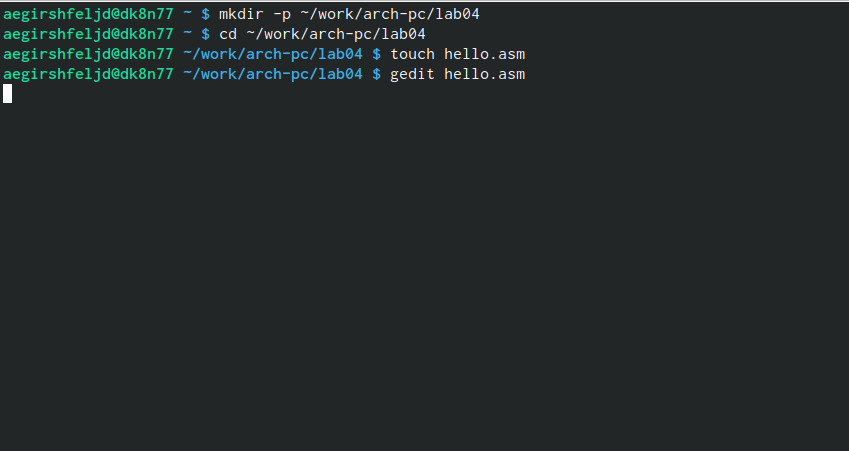 aegirshfeljd@dk8n77 ~ $ mkdir -p ~/work/arch-pc/lab04
aegirshfeljd@dk8n77 ~ $ cd ~/work/arch-pc/lab04
aegirshfeljd@dk8n77 ~/work/arch-pc/lab04 $ touch hello.asm
aegirshfeljd@dk8n77 ~/work/arch-pc/lab04 $ gedit hello.asm